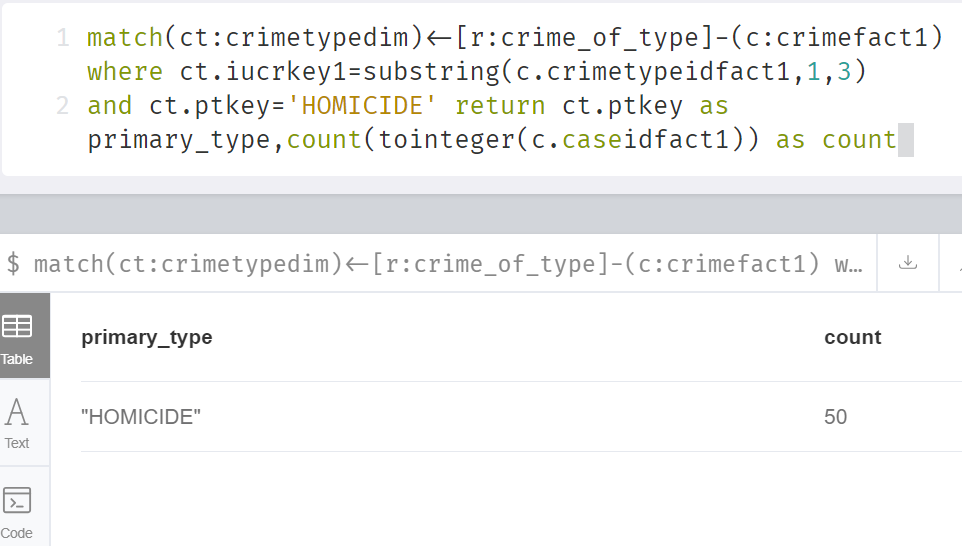 1 match(ct:crimetypedim)<-[r:crime_of_type]-(c:crimefact1)
where ct.iucrkey1=substring(c.crimetypeidfact1,1,3)
2 and ct.ptkey='HOMICIDE' return ct.ptkey as
primary_type,count(tointeger(c.caseidfact1)) as count
$ match(ct:crimetypedim)<-[r:crime_of_type]-(c:crimefact1) w…
Table
primary_type count
"HOMICIDE" 50
Text
Code